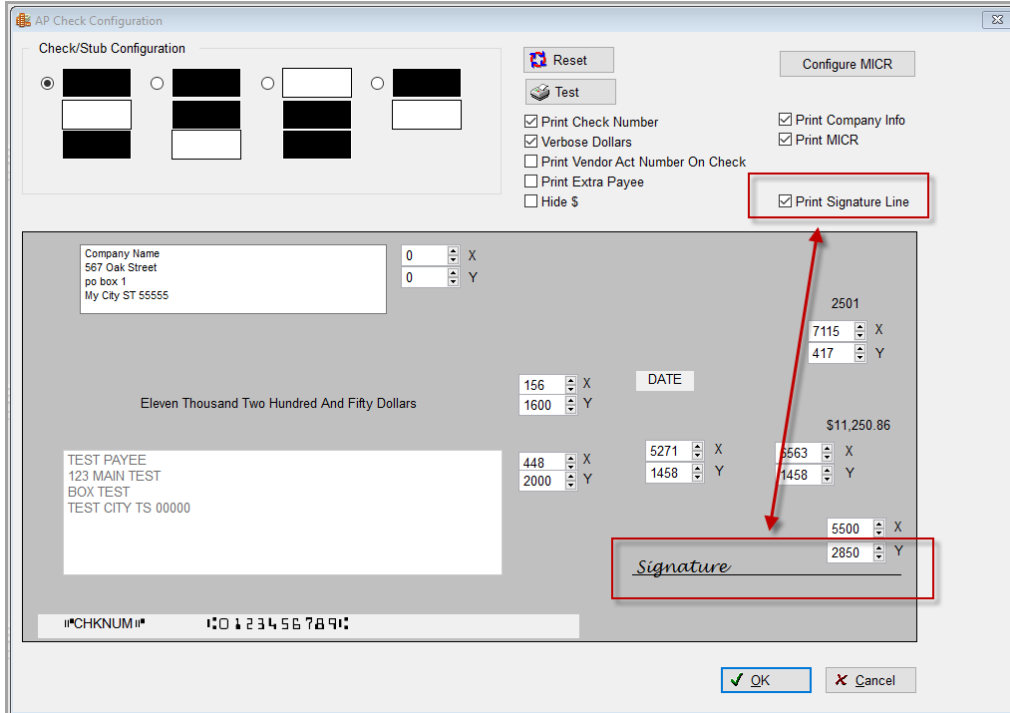 AP Check Configuration
Check/Stub Configuration
Reset
Test
Configure MICR
Print Check Number
Verbose Dollars
Print Vendor Act Number On Check
Print Extra Payee
Hide $
Print Company Info
Print MICR
Print Signature Line
Company Name
567 Oak Street
po box 1
My City ST 55555
0 X
0 Y
2501
7115 X
417 Y
Eleven Thousand Two Hundred And Fifty Dollars
156 X
1600 Y
DATE
$11,250.86
TEST PAYEE
123 MAIN TEST
BOX TEST
TEST CITY TS 00000
448 X
2000 Y
5271 X
1458 Y
6563 X
1458 Y
5500 X
2850 Y
Signature
⑈CHKNUM⑈ ⑆0123456789⑆
OK
Cancel